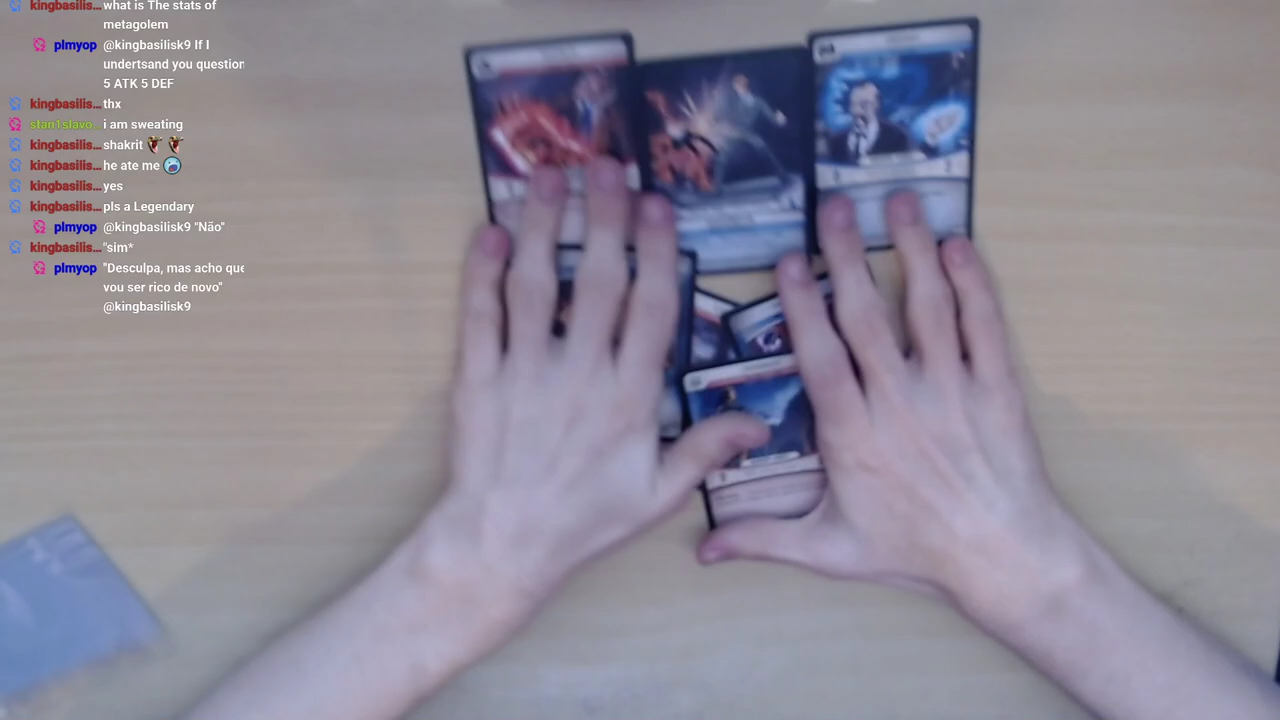 kingbasilis... what is The stats of
metagolem
plmyop @kingbasilisk9 If I
undertsand you question
5 ATK 5 DEF
kingbasilis... thx
stan1slavo... i am sweating
kingbasilis... shakrit
kingbasilis... he ate me
kingbasilis... yes
kingbasilis... pls a Legendary
plmyop @kingbasilisk9 "Não"
kingbasilis... "sim*
plmyop "Desculpa, mas acho que
vou ser rico de novo"
@kingbasilisk9